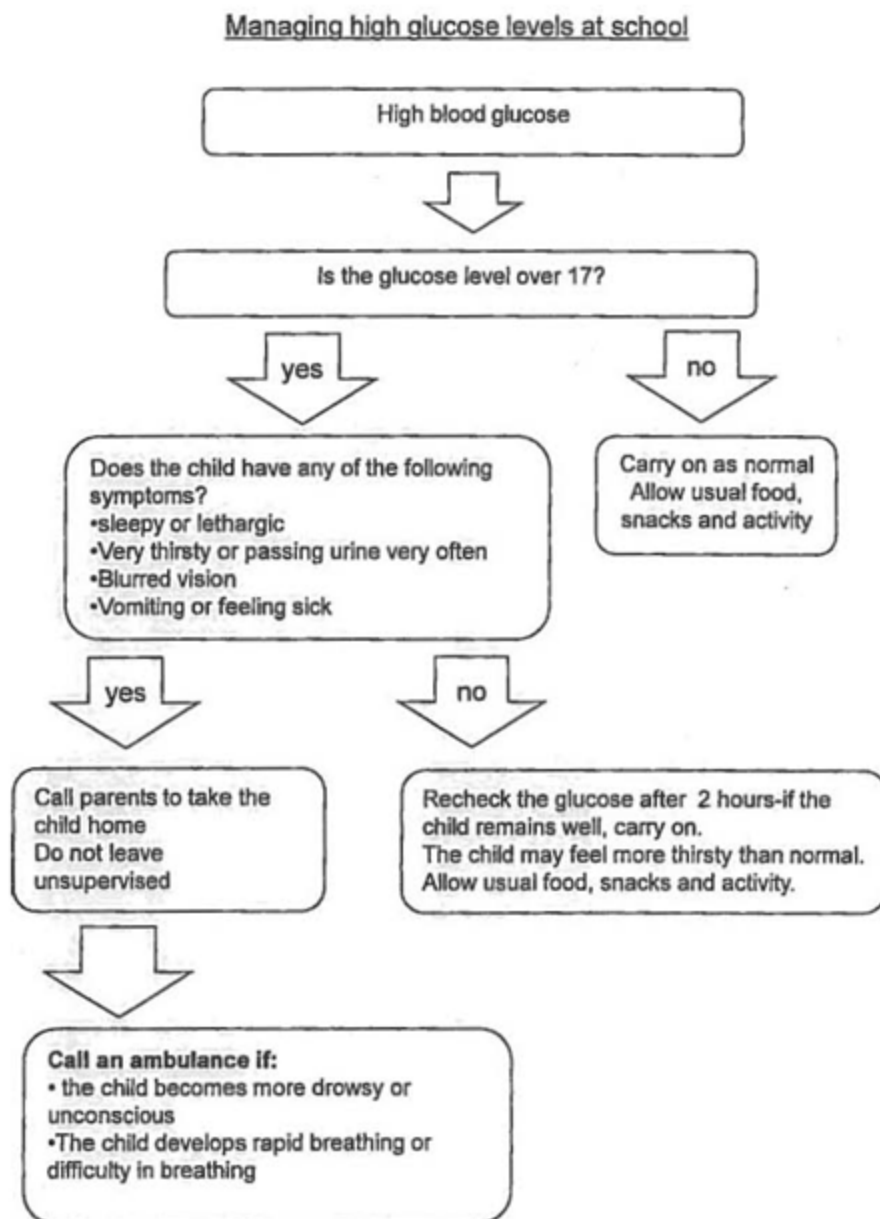 Managing high glucose levels at school
High blood glucose
Is the glucose level over 17?
yes
no
Does the child have any of the following
symptoms?
•sleepy or lethargic
•Very thirsty or passing urine very often
•Blurred vision
•Vomiting or feeling sick
Carry on as normal
Allow usual food,
snacks and activity
yes
no
Call parents to take the
child home
Do not leave
unsupervised
Recheck the glucose after 2 hours-if the
child remains well, carry on.
The child may feel more thirsty than normal.
Allow usual food, snacks and activity.
Call an ambulance if:
• the child becomes more drowsy or
unconscious
•The child develops rapid breathing or
difficulty in breathing